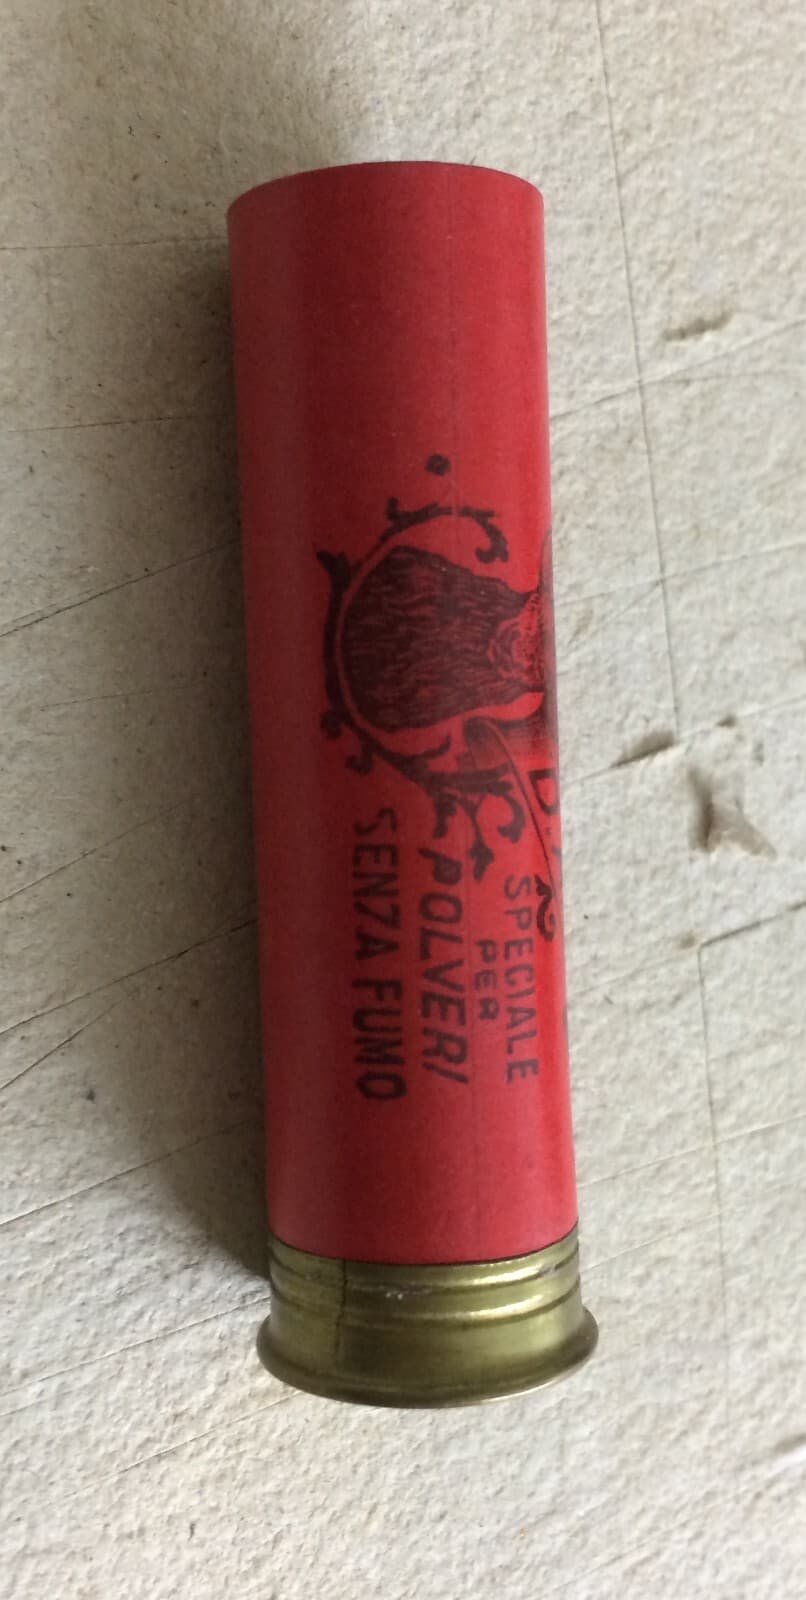 SPECIALE
PER
POLVERI
SENZA FUMO